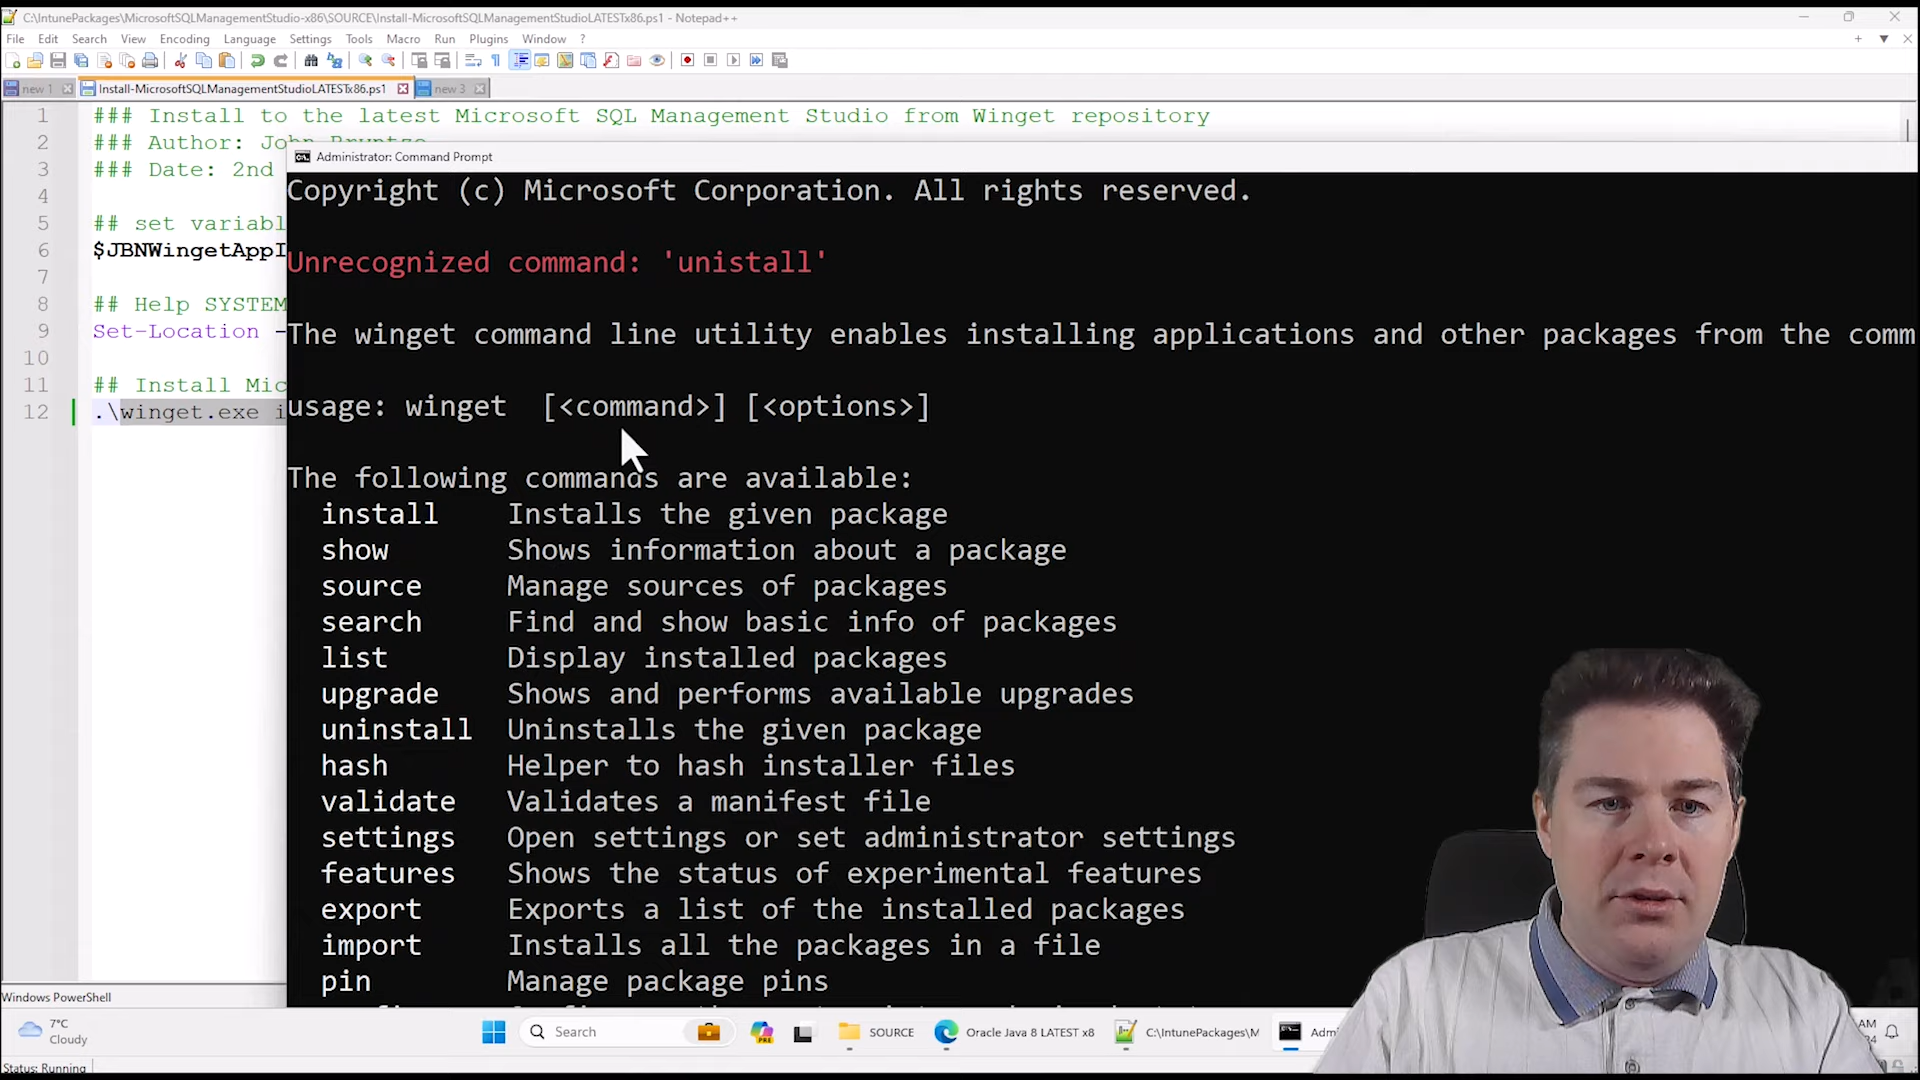 C:\IntunePackages\MicrosoftSQLManagementStudio-x86\SOURCE\Install-MicrosoftSQLManagementStudioLATESTx86.ps1 - Notepad++
File Edit Search View Encoding Language Settings Tools Macro Run Plugins Window ?
new 1 Install-MicrosoftSQLManagementStudioLATESTx86.ps1 new 3
1 ### Install to the latest Microsoft SQL Management Studio from Winget repository
2 ### Author: John Bryntze
3 ### Date: 2nd
4
5 ## set variabl
6 $JBNWingetAppI
7
8 ## Help SYSTEM
9 Set-Location -
10
11 ## Install Mic
12 .\winget.exe i
Administrator: Command Prompt
Copyright (c) Microsoft Corporation. All rights reserved.
Unrecognized command: 'unistall'
The winget command line utility enables installing applications and other packages from the comm
usage: winget [<command>] [<options>]
The following commands are available:
install Installs the given package
show Shows information about a package
source Manage sources of packages
search Find and show basic info of packages
list Display installed packages
upgrade Shows and performs available upgrades
uninstall Uninstalls the given package
hash Helper to hash installer files
validate Validates a manifest file
settings Open settings or set administrator settings
features Shows the status of experimental features
export Exports a list of the installed packages
import Installs all the packages in a file
pin Manage package pins
Windows PowerShell
7°C
Cloudy
Search
PRE
SOURCE
Oracle Java 8 LATEST x8
C:\IntunePackages\M
Admi
AM
Status: Running